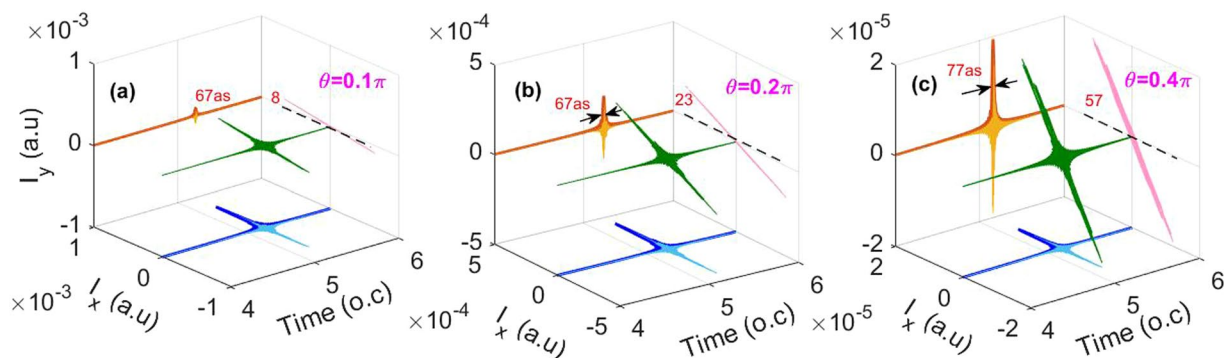 ×10⁻³
1
0
-1
I_y (a.u)
(a)
67as
8
θ=0.1π
1
0
-1
×10⁻³
I_x (a.u)
4
5
6
Time (o.c)
×10⁻⁴
5
0
-5
(b)
67as
23
θ=0.2π
5
0
-5
×10⁻⁴
I_x (a.u)
4
5
6
Time (o.c)
×10⁻⁵
2
0
-2
(c)
77as
57
θ=0.4π
2
0
-2
×10⁻⁵
I_x (a.u)
4
5
6
Time (o.c)